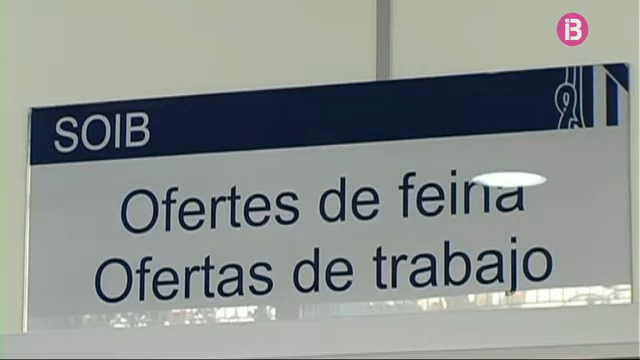 SOIB
Ofertes de feina
Ofertas de trabajo